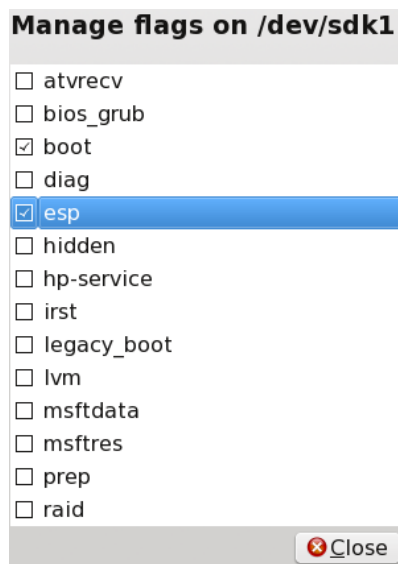 Manage flags on /dev/sdk1
atvrecv
bios_grub
boot
diag
esp
hidden
hp-service
irst
legacy_boot
lvm
msftdata
msftres
prep
raid
Close